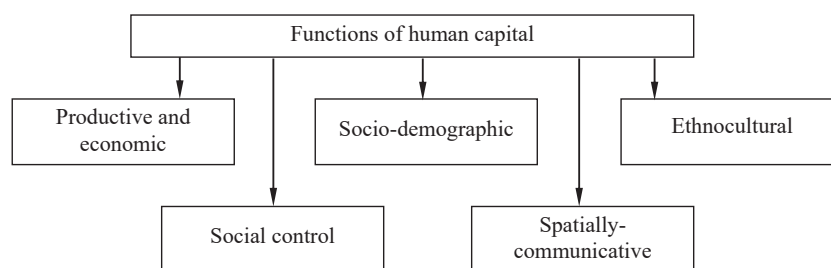 Functions of human capital
Productive and
economic
Socio-demographic
Ethnocultural
Social control
Spatially-
communicative